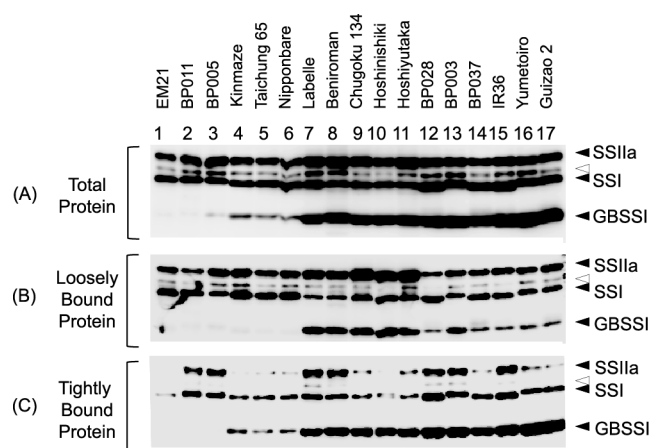 EM21
BP011
BP005
Kinmaze
Taichung 65
Nipponbare
Labelle
Beniroman
Chugoku 134
Hoshinishiki
Hoshiyutaka
BP028
BP003
BP037
IR36
Yumetoiro
Guizao 2
1 2 3 4 5 6 7 8 9 10 11 12 13 14 15 16 17
(A) Total
Protein
SSIIa
SSI
GBSSI
(B) Loosely
Bound
Protein
SSIIa
SSI
GBSSI
(C) Tightly
Bound
Protein
SSIIa
SSI
GBSSI